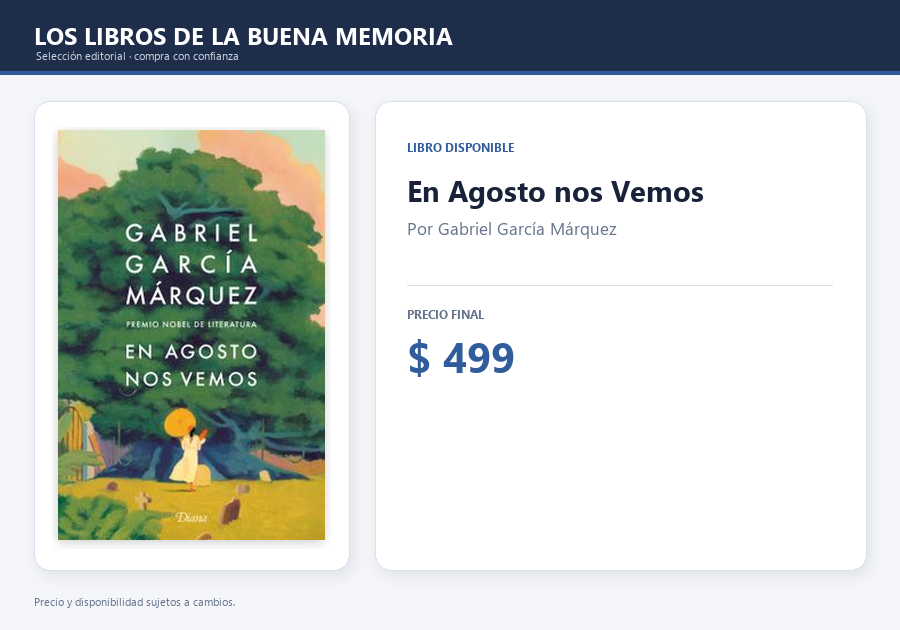 LOS LIBROS DE LA BUENA MEMORIA
Selección editorial · compra con confianza
GABRIEL
GARCÍA
MÁRQUEZ
PREMIO NOBEL DE LITERATURA
EN AGOSTO
NOS VEMOS
Diana
LIBRO DISPONIBLE
En Agosto nos Vemos
Por Gabriel García Márquez
PRECIO FINAL
$ 499
Precio y disponibilidad sujetos a cambios.